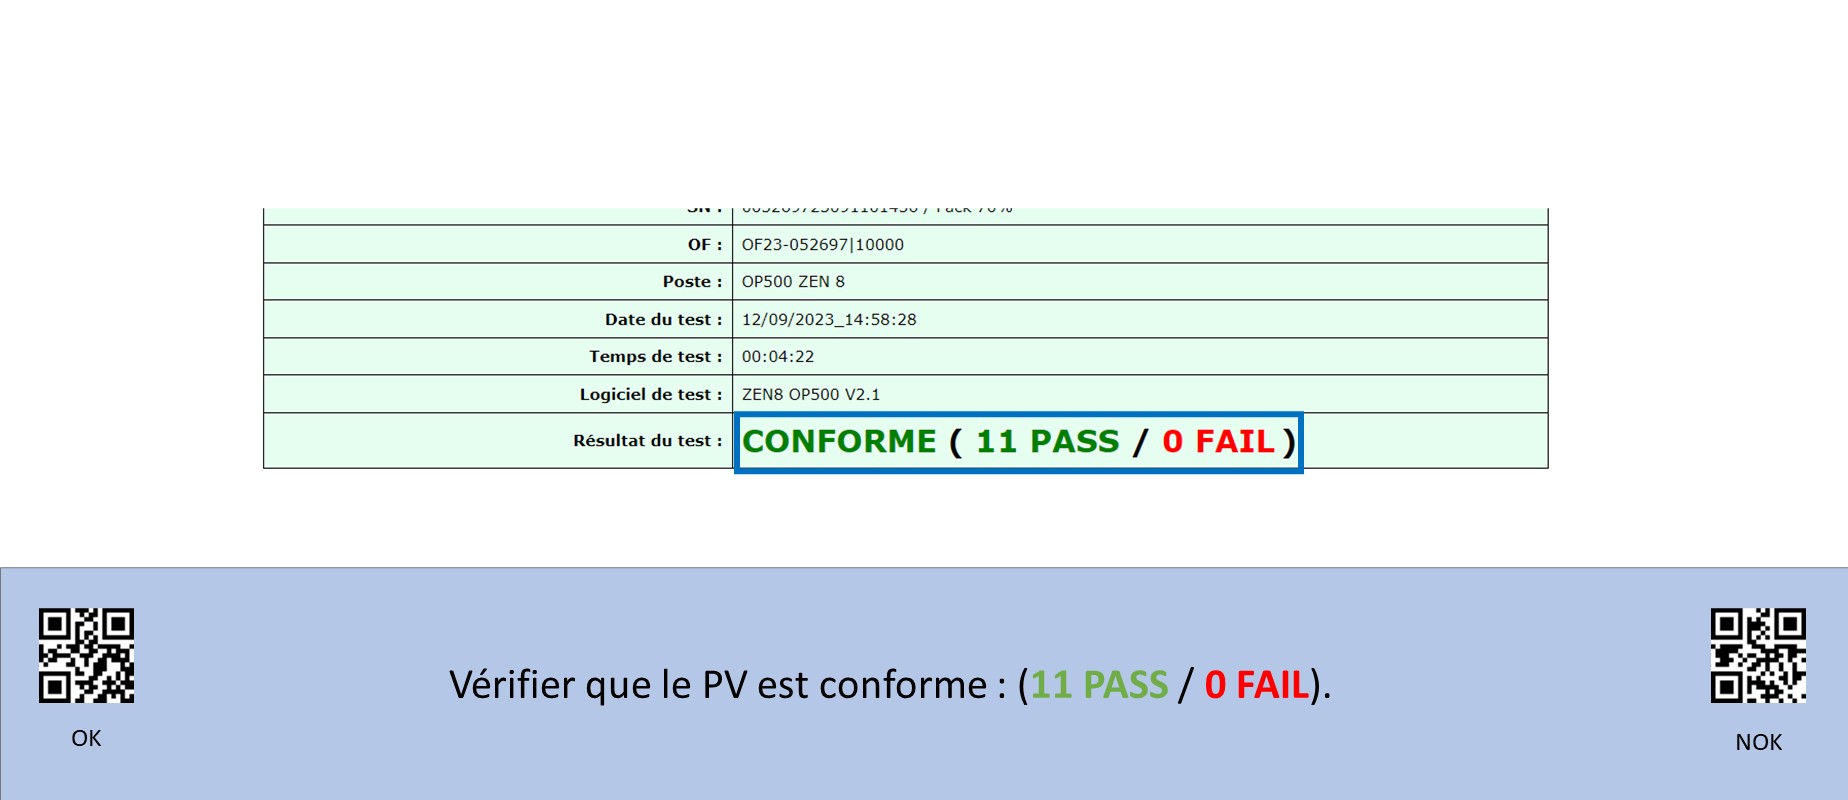 OF : OF23-052697|10000
Poste : OP500 ZEN 8
Date du test : 12/09/2023_14:58:28
Temps de test : 00:04:22
Logiciel de test : ZEN8 OP500 V2.1
Résultat du test : CONFORME ( 11 PASS / 0 FAIL )
Vérifier que le PV est conforme : (11 PASS / 0 FAIL).
OK
NOK